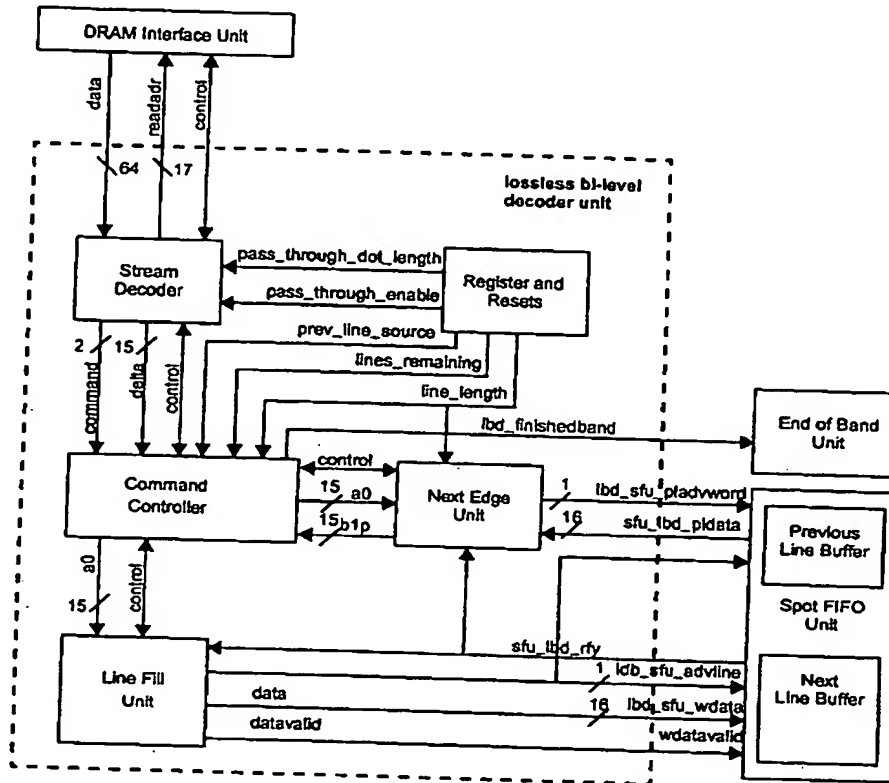 DRAM Interface Unit
data
readadr
control
64
17
lossless bi-level
decoder unit
Stream
Decoder
pass_through_dot_length
pass_through_enable
Register and
Resets
prev_line_source
lines_remaining
line_length
2
15
command
delta
control
lbd_finishedband
End of Band
Unit
Command
Controller
control
15
a0
15
b1p
Next Edge
Unit
1
lbd_sfu_pladvword
16
sfu_lbd_pldata
Previous
Line Buffer
Spot FIFO
Unit
a0
15
control
sfu_lbd_rfy
Line Fill
Unit
1
ldb_sfu_advline
data
16
lbd_sfu_wdata
datavalid
wdatavalid
Next
Line Buffer